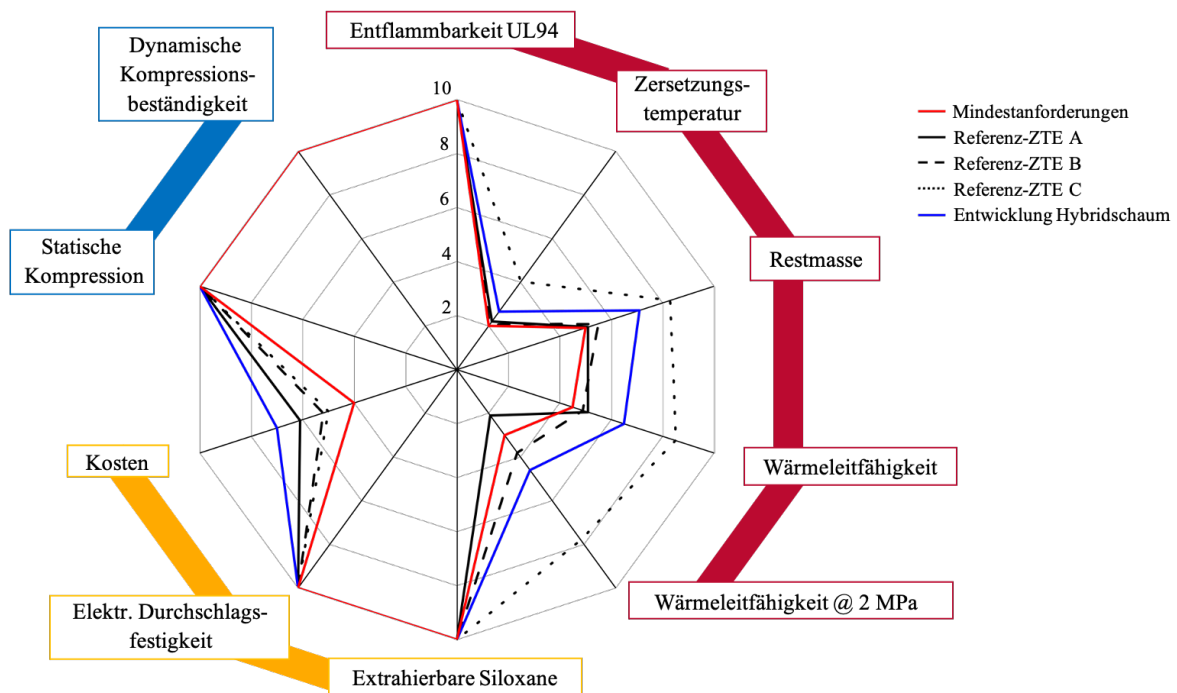 Entflammbarkeit UL94
Dynamische
Kompressions-
beständigkeit
Zersetzungs-
temperatur
10
8
6
4
2
Mindestanforderungen
Referenz-ZTE A
Referenz-ZTE B
Referenz-ZTE C
Entwicklung Hybridschaum
Statische
Kompression
Restmasse
Kosten
Wärmeleitfähigkeit
Elektr. Durchschlags-
festigkeit
Wärmeleitfähigkeit @ 2 MPa
Extrahierbare Siloxane